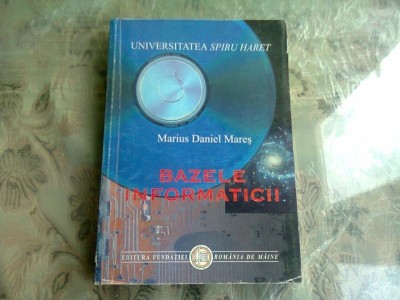 UNIVERSITATEA SPIRU HARET
Marius Daniel Mareș
BAZELE
INFORMATICII
EDITURA FUNDAȚIEI ROMÂNIA DE MÂINE